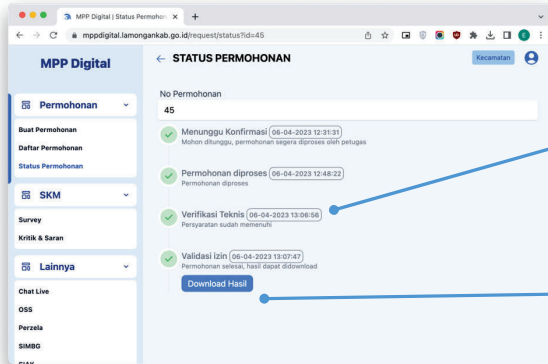 MPP Digital | Status Permohon
mppdigital.lamongankab.go.id/request/status?id=45
MPP Digital
STATUS PERMOHONAN
Kecamatan
Permohonan
Buat Permohonan
Daftar Permohonan
Status Permohonan
SKM
Survey
Kritik & Saran
Lainnya
Chat Live
OSS
Perzela
SIMBG
No Permohonan
45
Menunggu Konfirmasi 06-04-2023 12:31:31
Mohon ditunggu, permohonan segera diproses oleh petugas
Permohonan diproses 06-04-2023 12:48:22
Permohonan diproses
Verifikasi Teknis 06-04-2023 13:06:56
Persyaratan sudah memenuhi
Validasi izin 06-04-2023 13:07:47
Permohonan selesai, hasil dapat didownload
Download Hasil